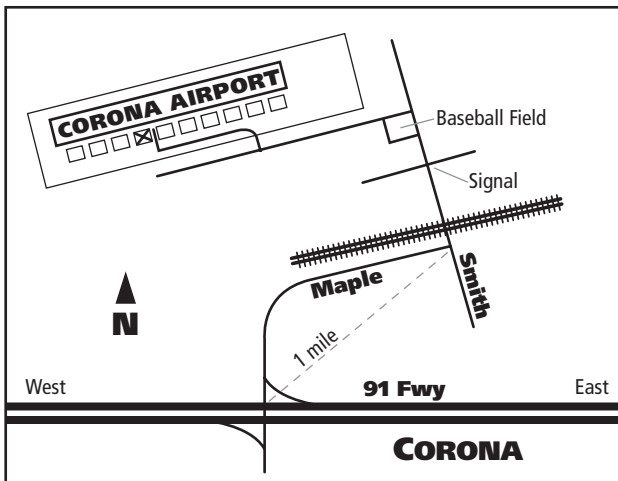 CORONA AIRPORT
Baseball Field
Signal
Maple
Smith
N
1 mile
West
91 Fwy
East
CORONA